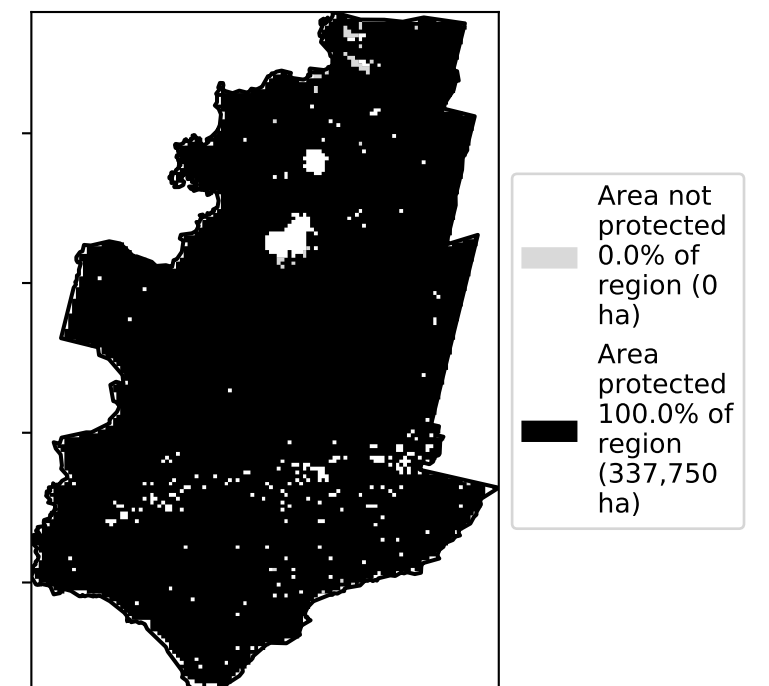 Area not
protected
0.0% of
region (0
ha)
Area
protected
100.0% of
region
(337,750
ha)